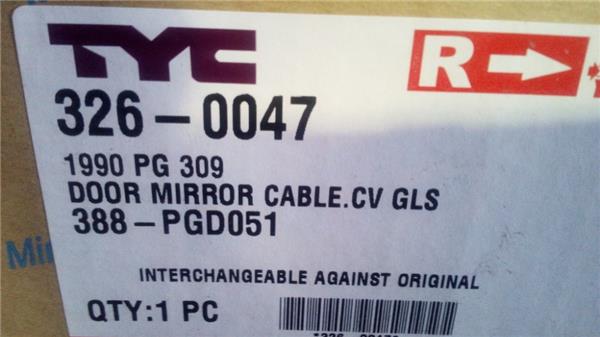 TYC
R
326-0047
1990 PG 309
DOOR MIRROR CABLE.CV GLS
388-PGD051
INTERCHANGEABLE AGAINST ORIGINAL
QTY:1 PC